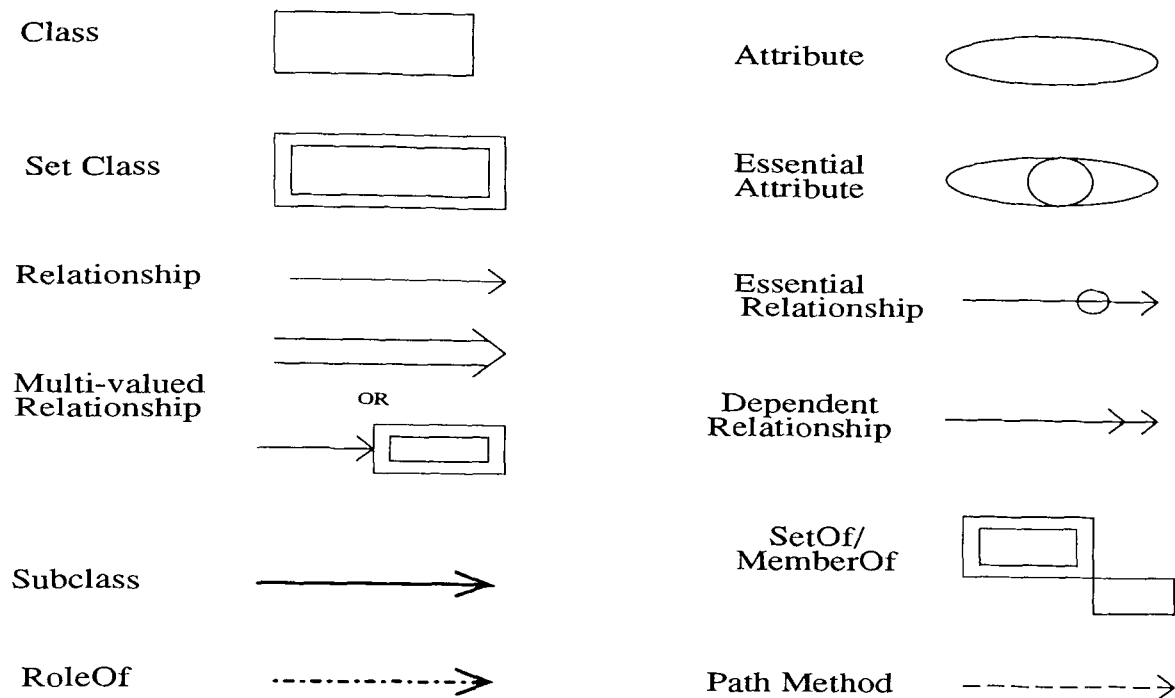 Class
Set Class
Relationship
Multi-valued
Relationship
OR
Subclass
RoleOf
Attribute
Essential
Attribute
Essential
Relationship
Dependent
Relationship
SetOf/
MemberOf
Path Method